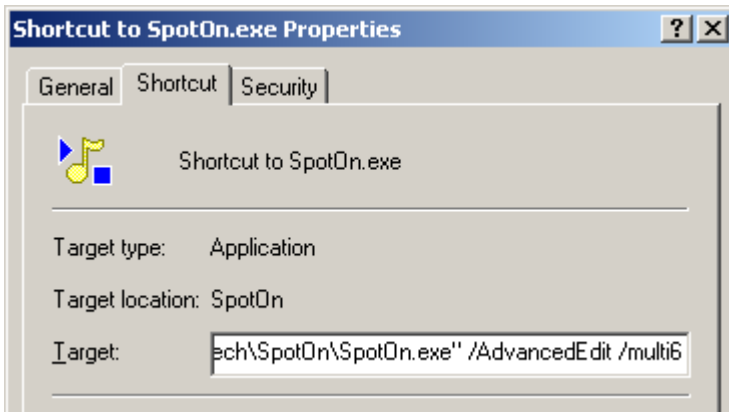 Shortcut to SpotOn.exe Properties ? X
General Shortcut Security
Shortcut to SpotOn.exe
Target type: Application
Target location: SpotOn
Target: ech\SpotOn\SpotOn.exe" /AdvancedEdit /multi6